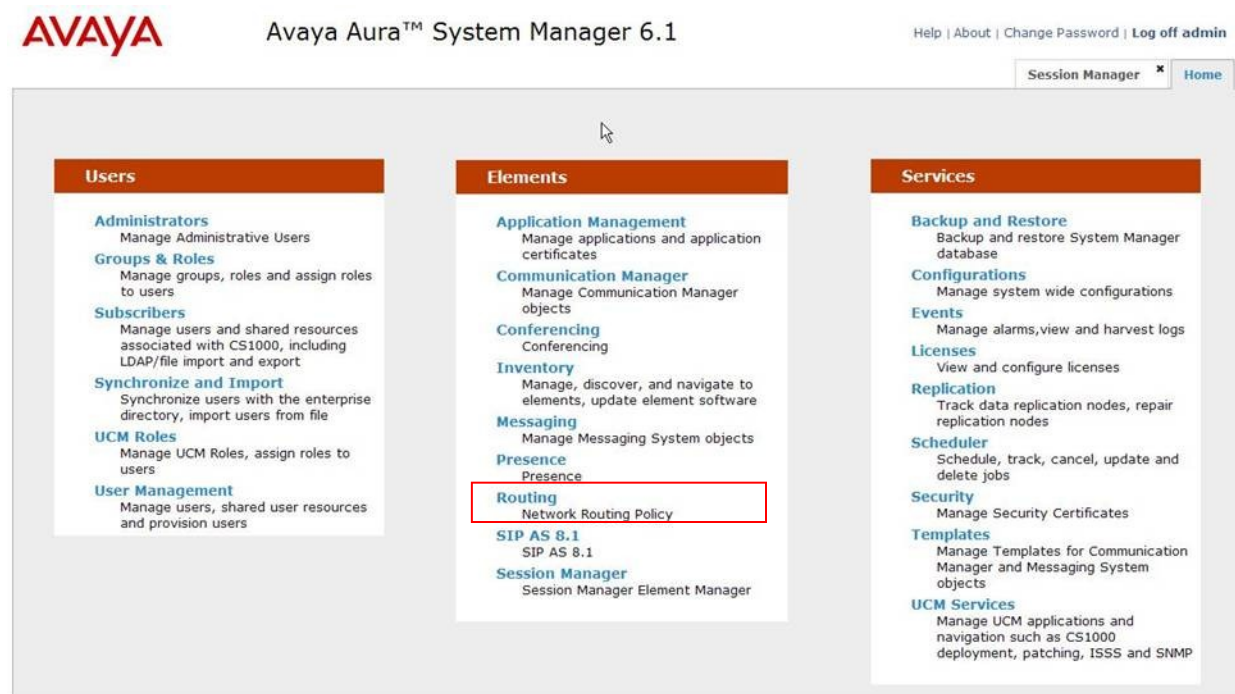 AVAYA
Avaya Aura™ System Manager 6.1
Help | About | Change Password | Log off admin
Session Manager × Home
Users
Administrators
Manage Administrative Users
Groups & Roles
Manage groups, roles and assign roles
to users
Subscribers
Manage users and shared resources
associated with CS1000, including
LDAP/file import and export
Synchronize and Import
Synchronize users with the enterprise
directory, import users from file
UCM Roles
Manage UCM Roles, assign roles to
users
User Management
Manage users, shared user resources
and provision users
Elements
Application Management
Manage applications and application
certificates
Communication Manager
Manage Communication Manager
objects
Conferencing
Conferencing
Inventory
Manage, discover, and navigate to
elements, update element software
Messaging
Manage Messaging System objects
Presence
Presence
Routing
Network Routing Policy
SIP AS 8.1
SIP AS 8.1
Session Manager
Session Manager Element Manager
Services
Backup and Restore
Backup and restore System Manager
database
Configurations
Manage system wide configurations
Events
Manage alarms,view and harvest logs
Licenses
View and configure licenses
Replication
Track data replication nodes, repair
replication nodes
Scheduler
Schedule, track, cancel, update and
delete jobs
Security
Manage Security Certificates
Templates
Manage Templates for Communication
Manager and Messaging System
objects
UCM Services
Manage UCM applications and
navigation such as CS1000
deployment, patching, ISSS and SNMP